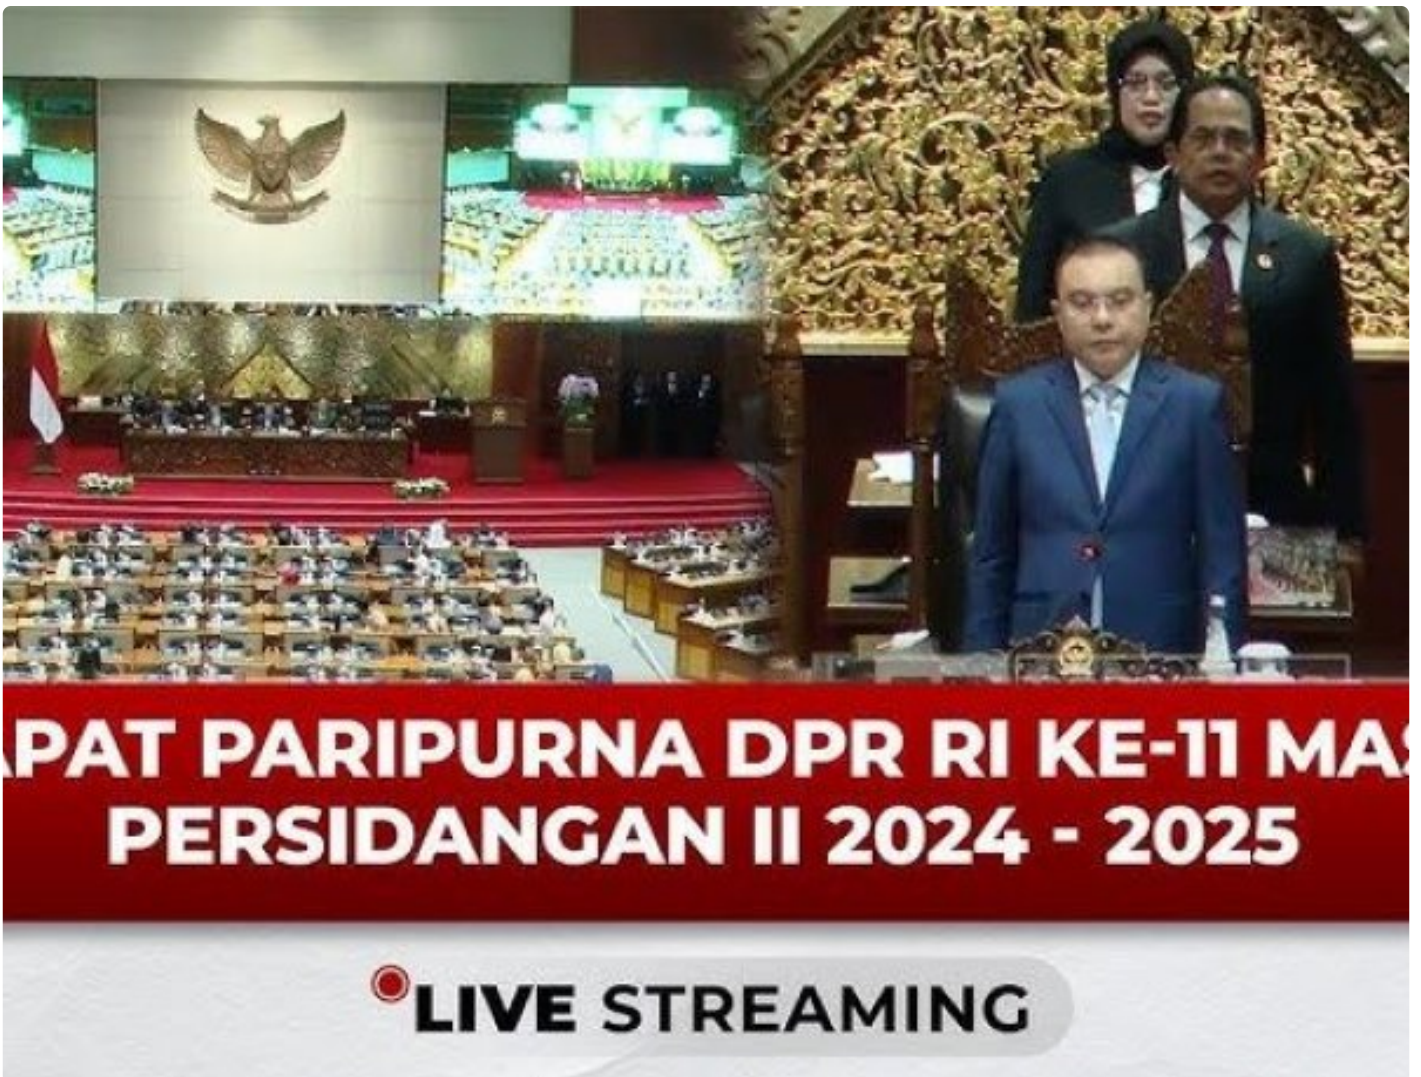 APAT PARIPURNA DPR RI KE-11 MAS
PERSIDANGAN II 2024 - 2025
LIVE STREAMING